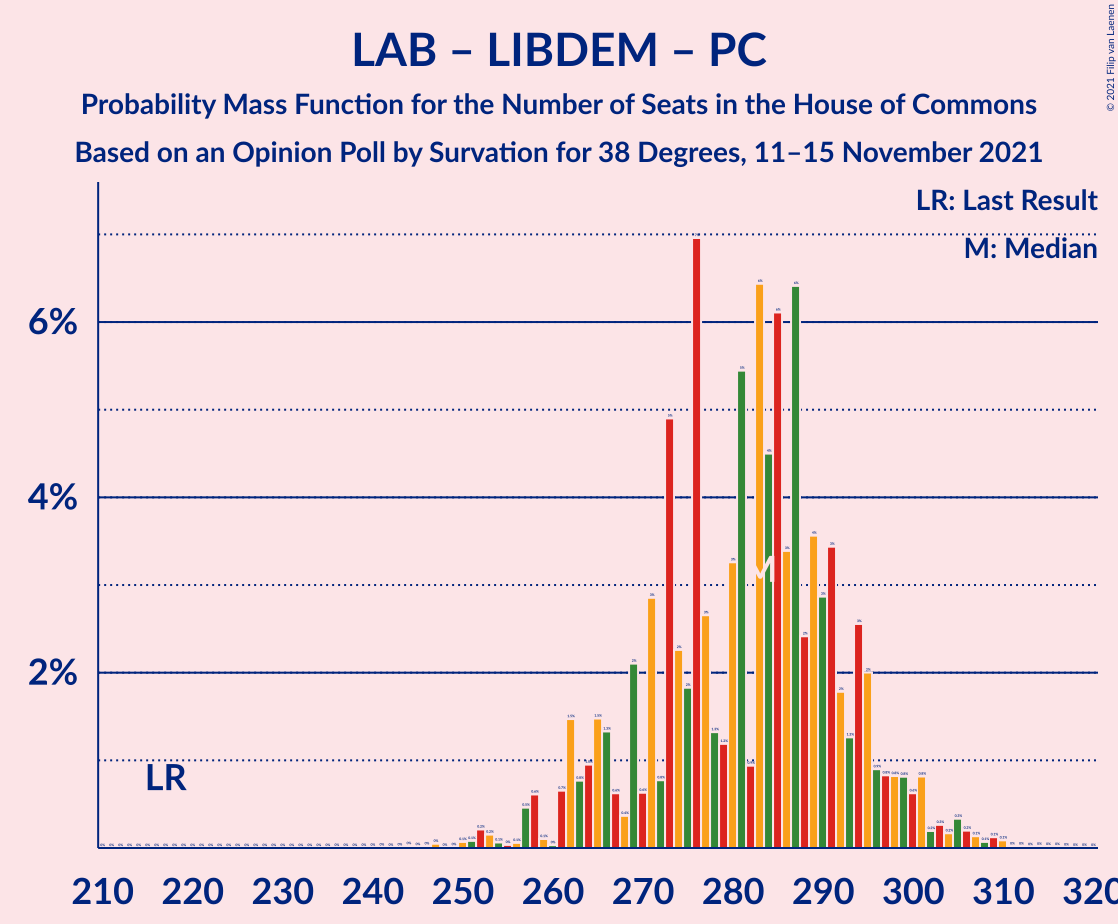 LAB – LIBDEM – PC
Probability Mass Function for the Number of Seats in the House of Commons
Based on an Opinion Poll by Survation for 38 Degrees, 11–15 November 2021
© 2021 Filip van Laenen
LR: Last Result
M: Median
6%
4%
2%
LR
M
210 220 230 240 250 260 270 280 290 300 310 320